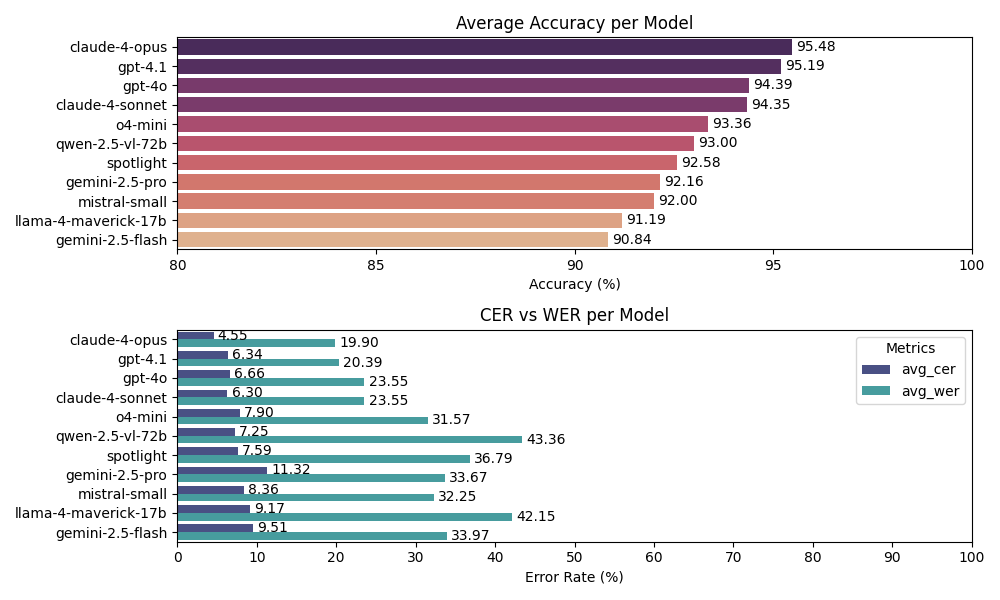 Average Accuracy per Model
claude-4-opus 95.48
gpt-4.1 95.19
gpt-4o 94.39
claude-4-sonnet 94.35
o4-mini 93.36
qwen-2.5-vl-72b 93.00
spotlight 92.58
gemini-2.5-pro 92.16
mistral-small 92.00
llama-4-maverick-17b 91.19
gemini-2.5-flash 90.84
80 85 90 95 100
Accuracy (%)
CER vs WER per Model
Metrics
avg_cer
avg_wer
claude-4-opus 4.55 19.90
gpt-4.1 6.34 20.39
gpt-4o 6.66 23.55
claude-4-sonnet 6.30 23.55
o4-mini 7.90 31.57
qwen-2.5-vl-72b 7.25 43.36
spotlight 7.59 36.79
gemini-2.5-pro 11.32 33.67
mistral-small 8.36 32.25
llama-4-maverick-17b 9.17 42.15
gemini-2.5-flash 9.51 33.97
0 10 20 30 40 50 60 70 80 90 100
Error Rate (%)